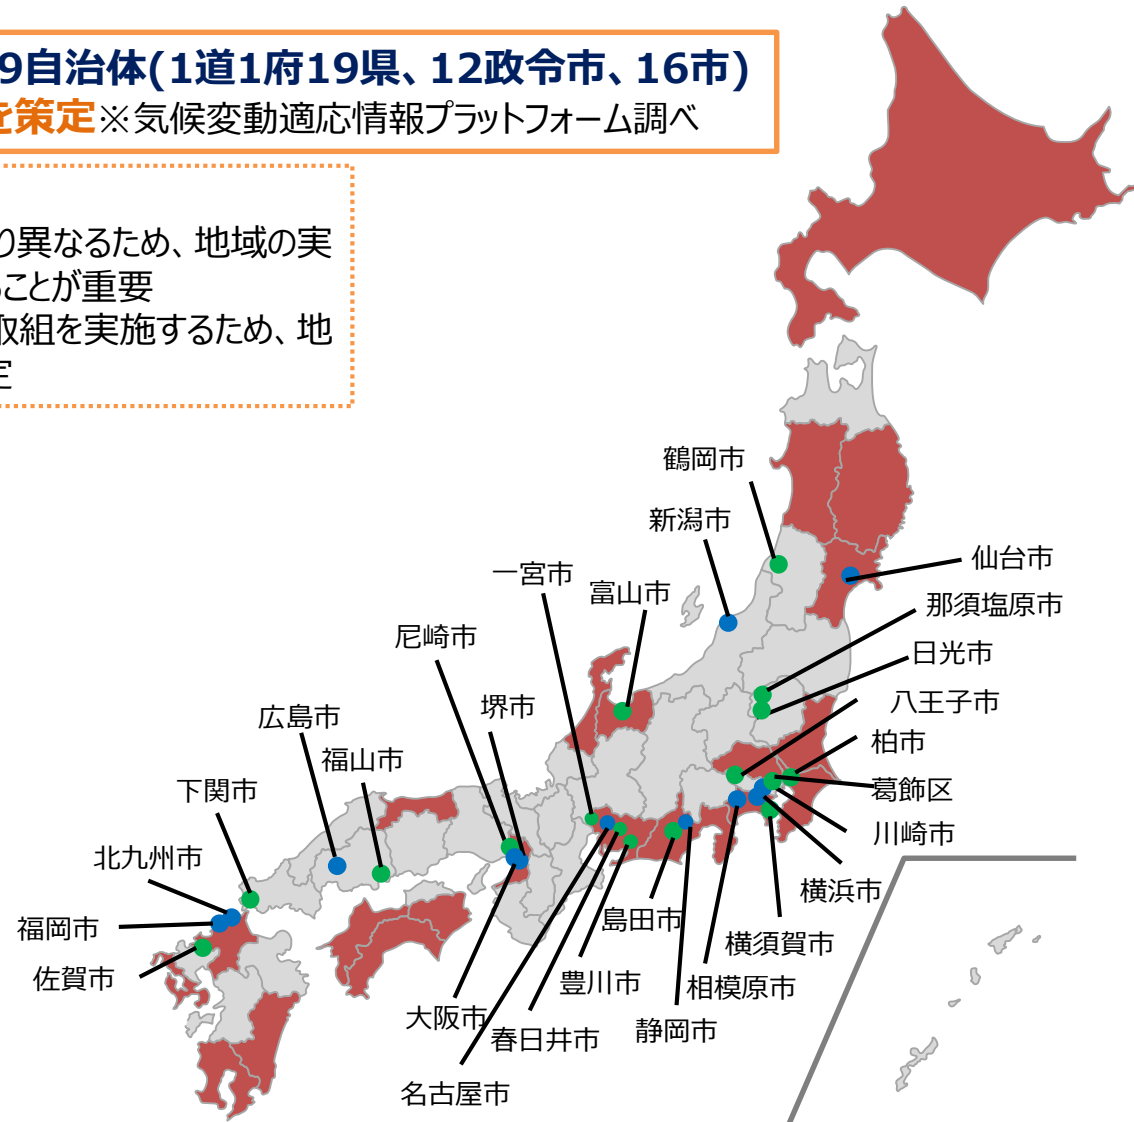 9自治体(1道1府19県、12政令市、16市)
を策定※気候変動適応情報プラットフォーム調べ
り異なるため、地域の実
ることが重要
取組を実施するため、地
定
鶴岡市
新潟市
仙台市
一宮市
富山市
那須塩原市
尼崎市
日光市
堺市
八王子市
広島市
柏市
福山市
下関市
葛飾区
川崎市
北九州市
横浜市
福岡市
島田市
横須賀市
佐賀市
豊川市
相模原市
大阪市
春日井市
静岡市
名古屋市